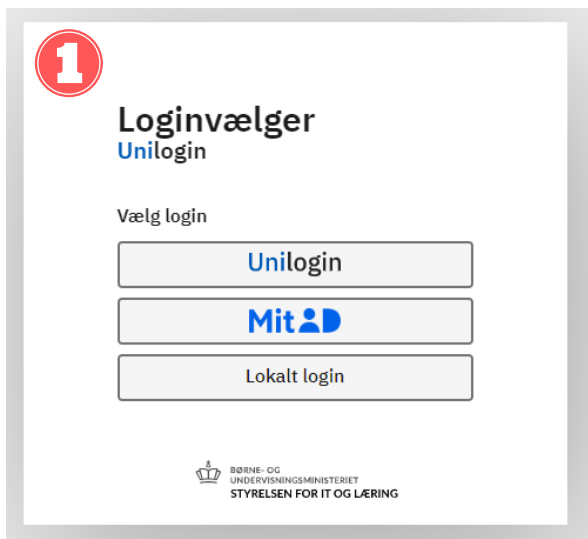 1
Loginvælger
Unilogin
Vælg login
Unilogin
MitID
Lokalt login
BØRNE- OG
UNDERVISNINGSMINISTERIET
STYRELSEN FOR IT OG LÆRING